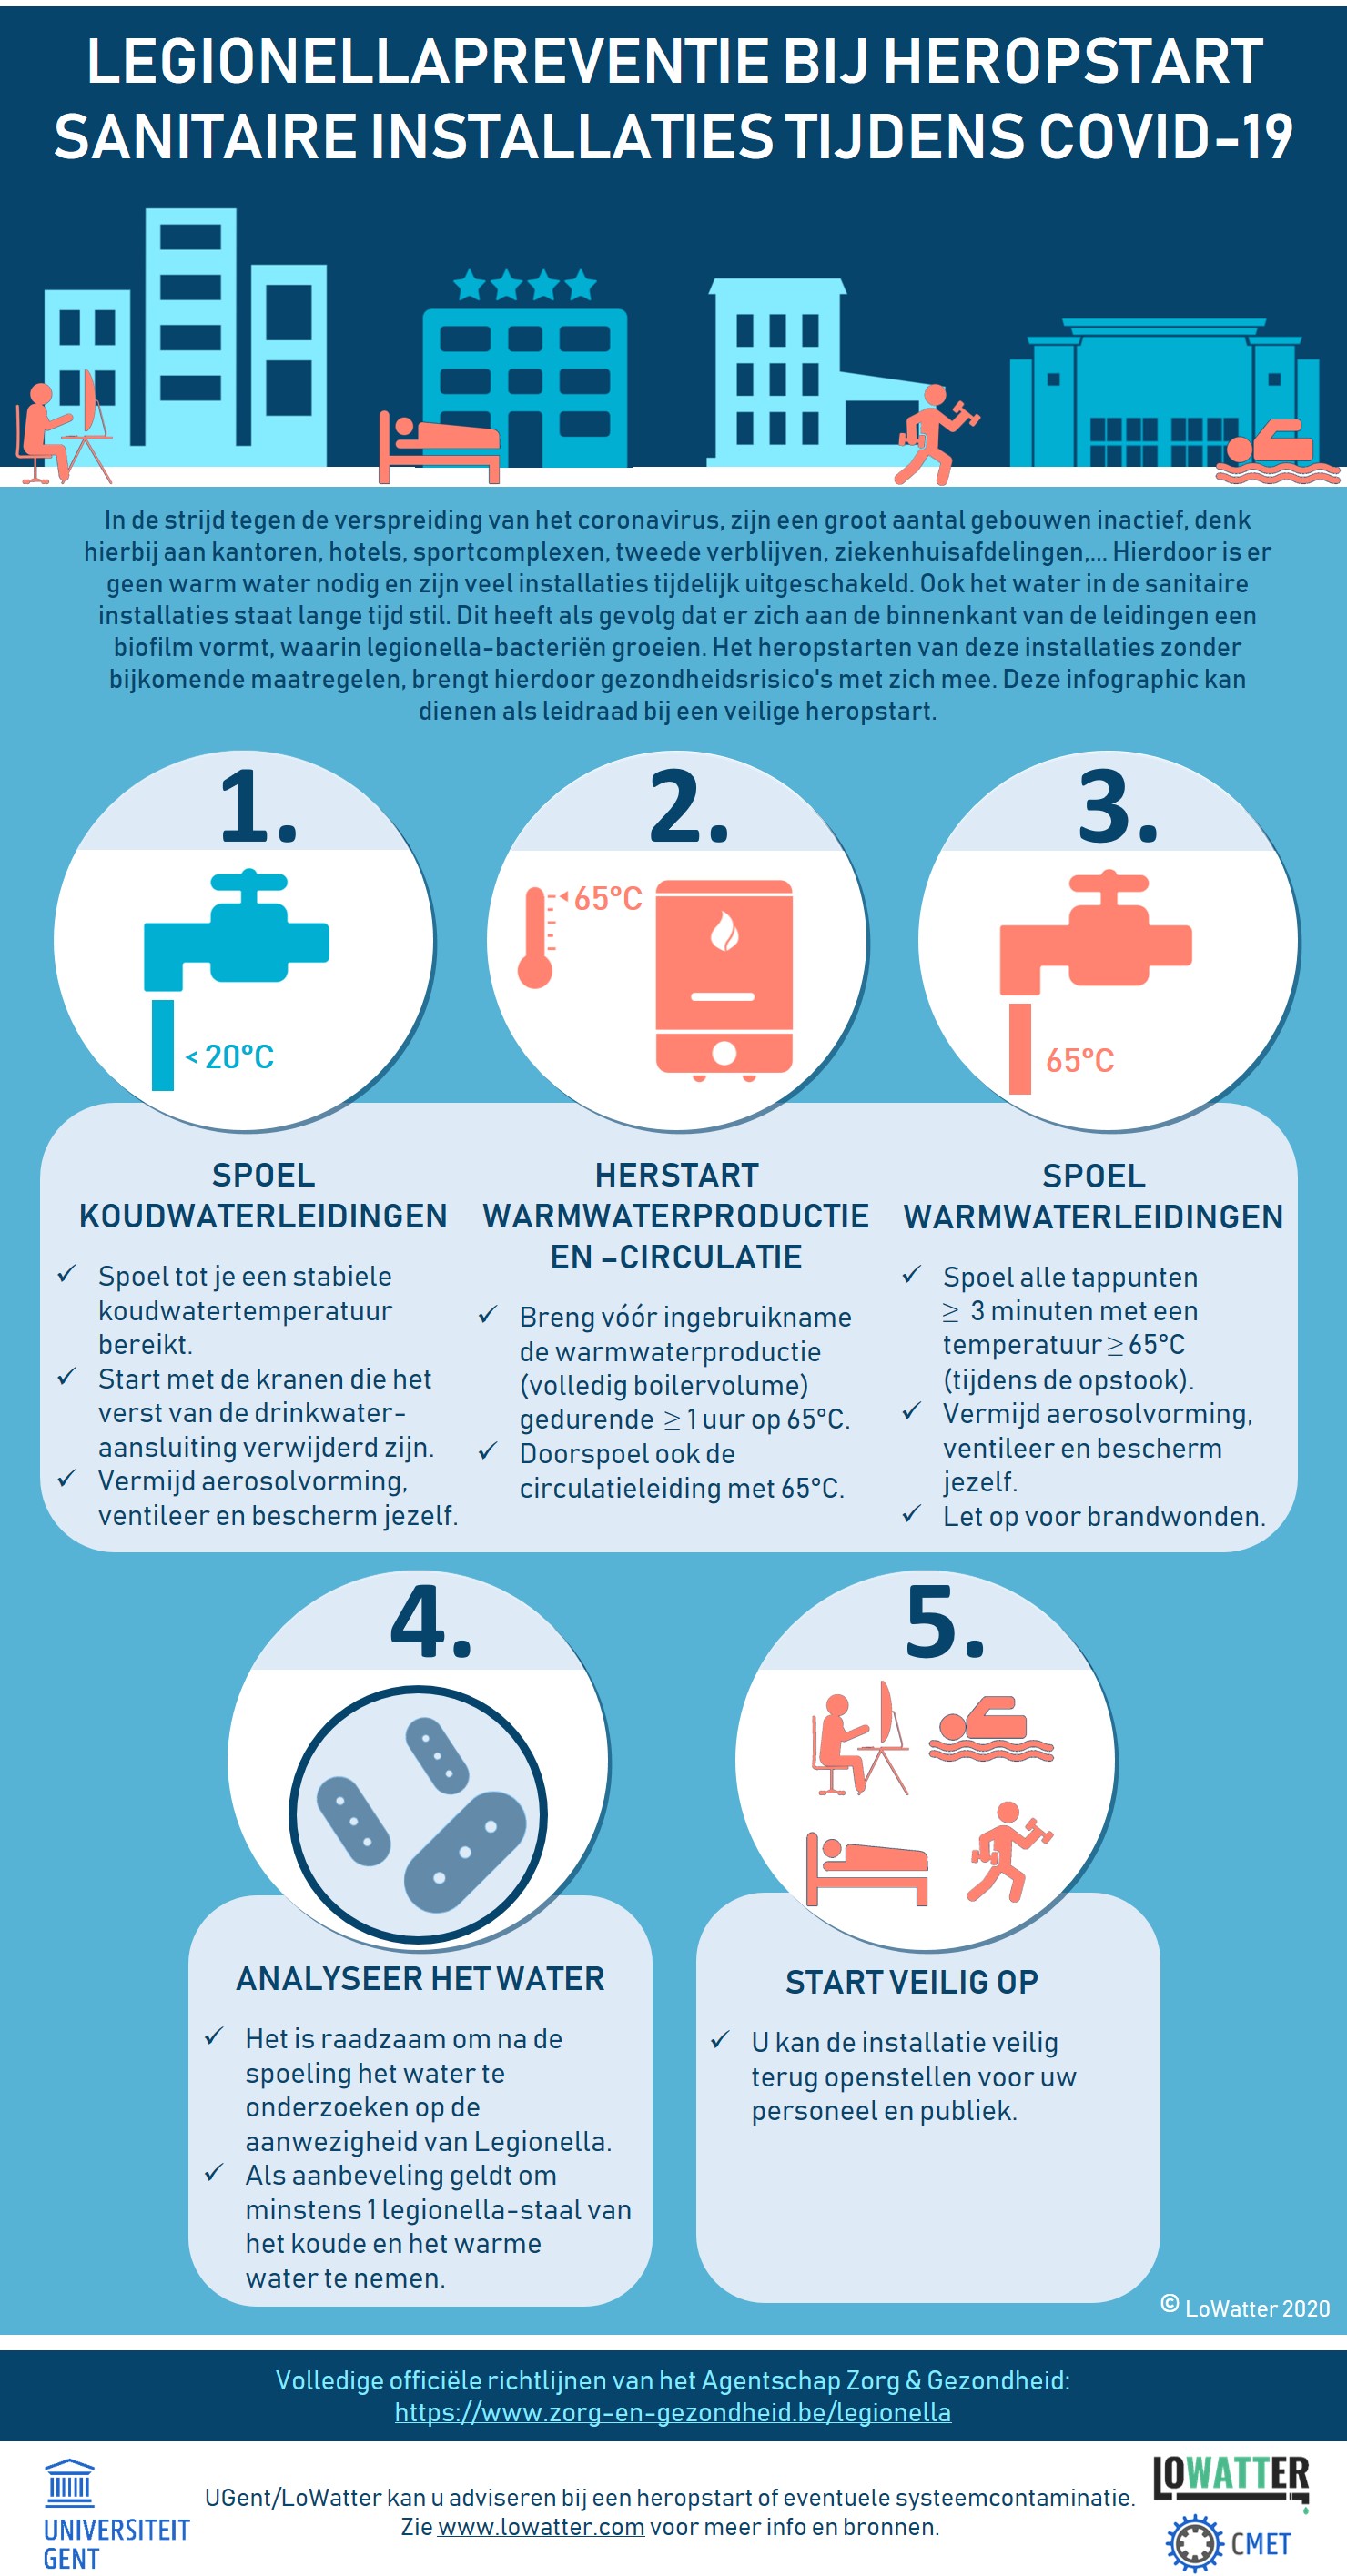 LEGIONELLAPREVENTIE BIJ HEROPSTART
SANITAIRE INSTALLATIES TIJDENS COVID-19
In de strijd tegen de verspreiding van het coronavirus, zijn een groot aantal gebouwen inactief, denk
hierbij aan kantoren, hotels, sportcomplexen, tweede verblijven, ziekenhuisafdelingen,... Hierdoor is er
geen warm water nodig en zijn veel installaties tijdelijk uitgeschakeld. Ook het water in de sanitaire
installaties staat lange tijd stil. Dit heeft als gevolg dat er zich aan de binnenkant van de leidingen een
biofilm vormt, waarin legionella-bacteriën groeien. Het heropstarten van deze installaties zonder
bijkomende maatregelen, brengt hierdoor gezondheidsrisico's met zich mee. Deze infographic kan
dienen als leidraad bij een veilige heropstart.
1.
< 20°C
SPOEL
KOUDWATERLEIDINGEN
✓ Spoel tot je een stabiele
koudwatertemperatuur
bereikt.
✓ Start met de kranen die het
verst van de drinkwater-
aansluiting verwijderd zijn.
✓ Vermijd aerosolvorming,
ventileer en bescherm jezelf.
2.
65°C
HERSTART
WARMWATERPRODUCTIE
EN –CIRCULATIE
✓ Breng vóór ingebruikname
de warmwaterproductie
(volledig boilervolume)
gedurende ≥ 1 uur op 65°C.
✓ Doorspoel ook de
circulatieleiding met 65°C.
3.
65°C
SPOEL
WARMWATERLEIDINGEN
✓ Spoel alle tappunten
≥ 3 minuten met een
temperatuur ≥ 65°C
(tijdens de opstook).
✓ Vermijd aerosolvorming,
ventileer en bescherm
jezelf.
✓ Let op voor brandwonden.
4.
ANALYSEER HET WATER
✓ Het is raadzaam om na de
spoeling het water te
onderzoeken op de
aanwezigheid van Legionella.
✓ Als aanbeveling geldt om
minstens 1 legionella-staal van
het koude en het warme
water te nemen.
5.
START VEILIG OP
✓ U kan de installatie veilig
terug openstellen voor uw
personeel en publiek.
© LoWatter 2020
Volledige officiële richtlijnen van het Agentschap Zorg & Gezondheid:
https://www.zorg-en-gezondheid.be/legionella
UNIVERSITEIT
GENT
UGent/LoWatter kan u adviseren bij een heropstart of eventuele systeemcontaminatie.
Zie www.lowatter.com voor meer info en bronnen.
LOWATTER
CMET